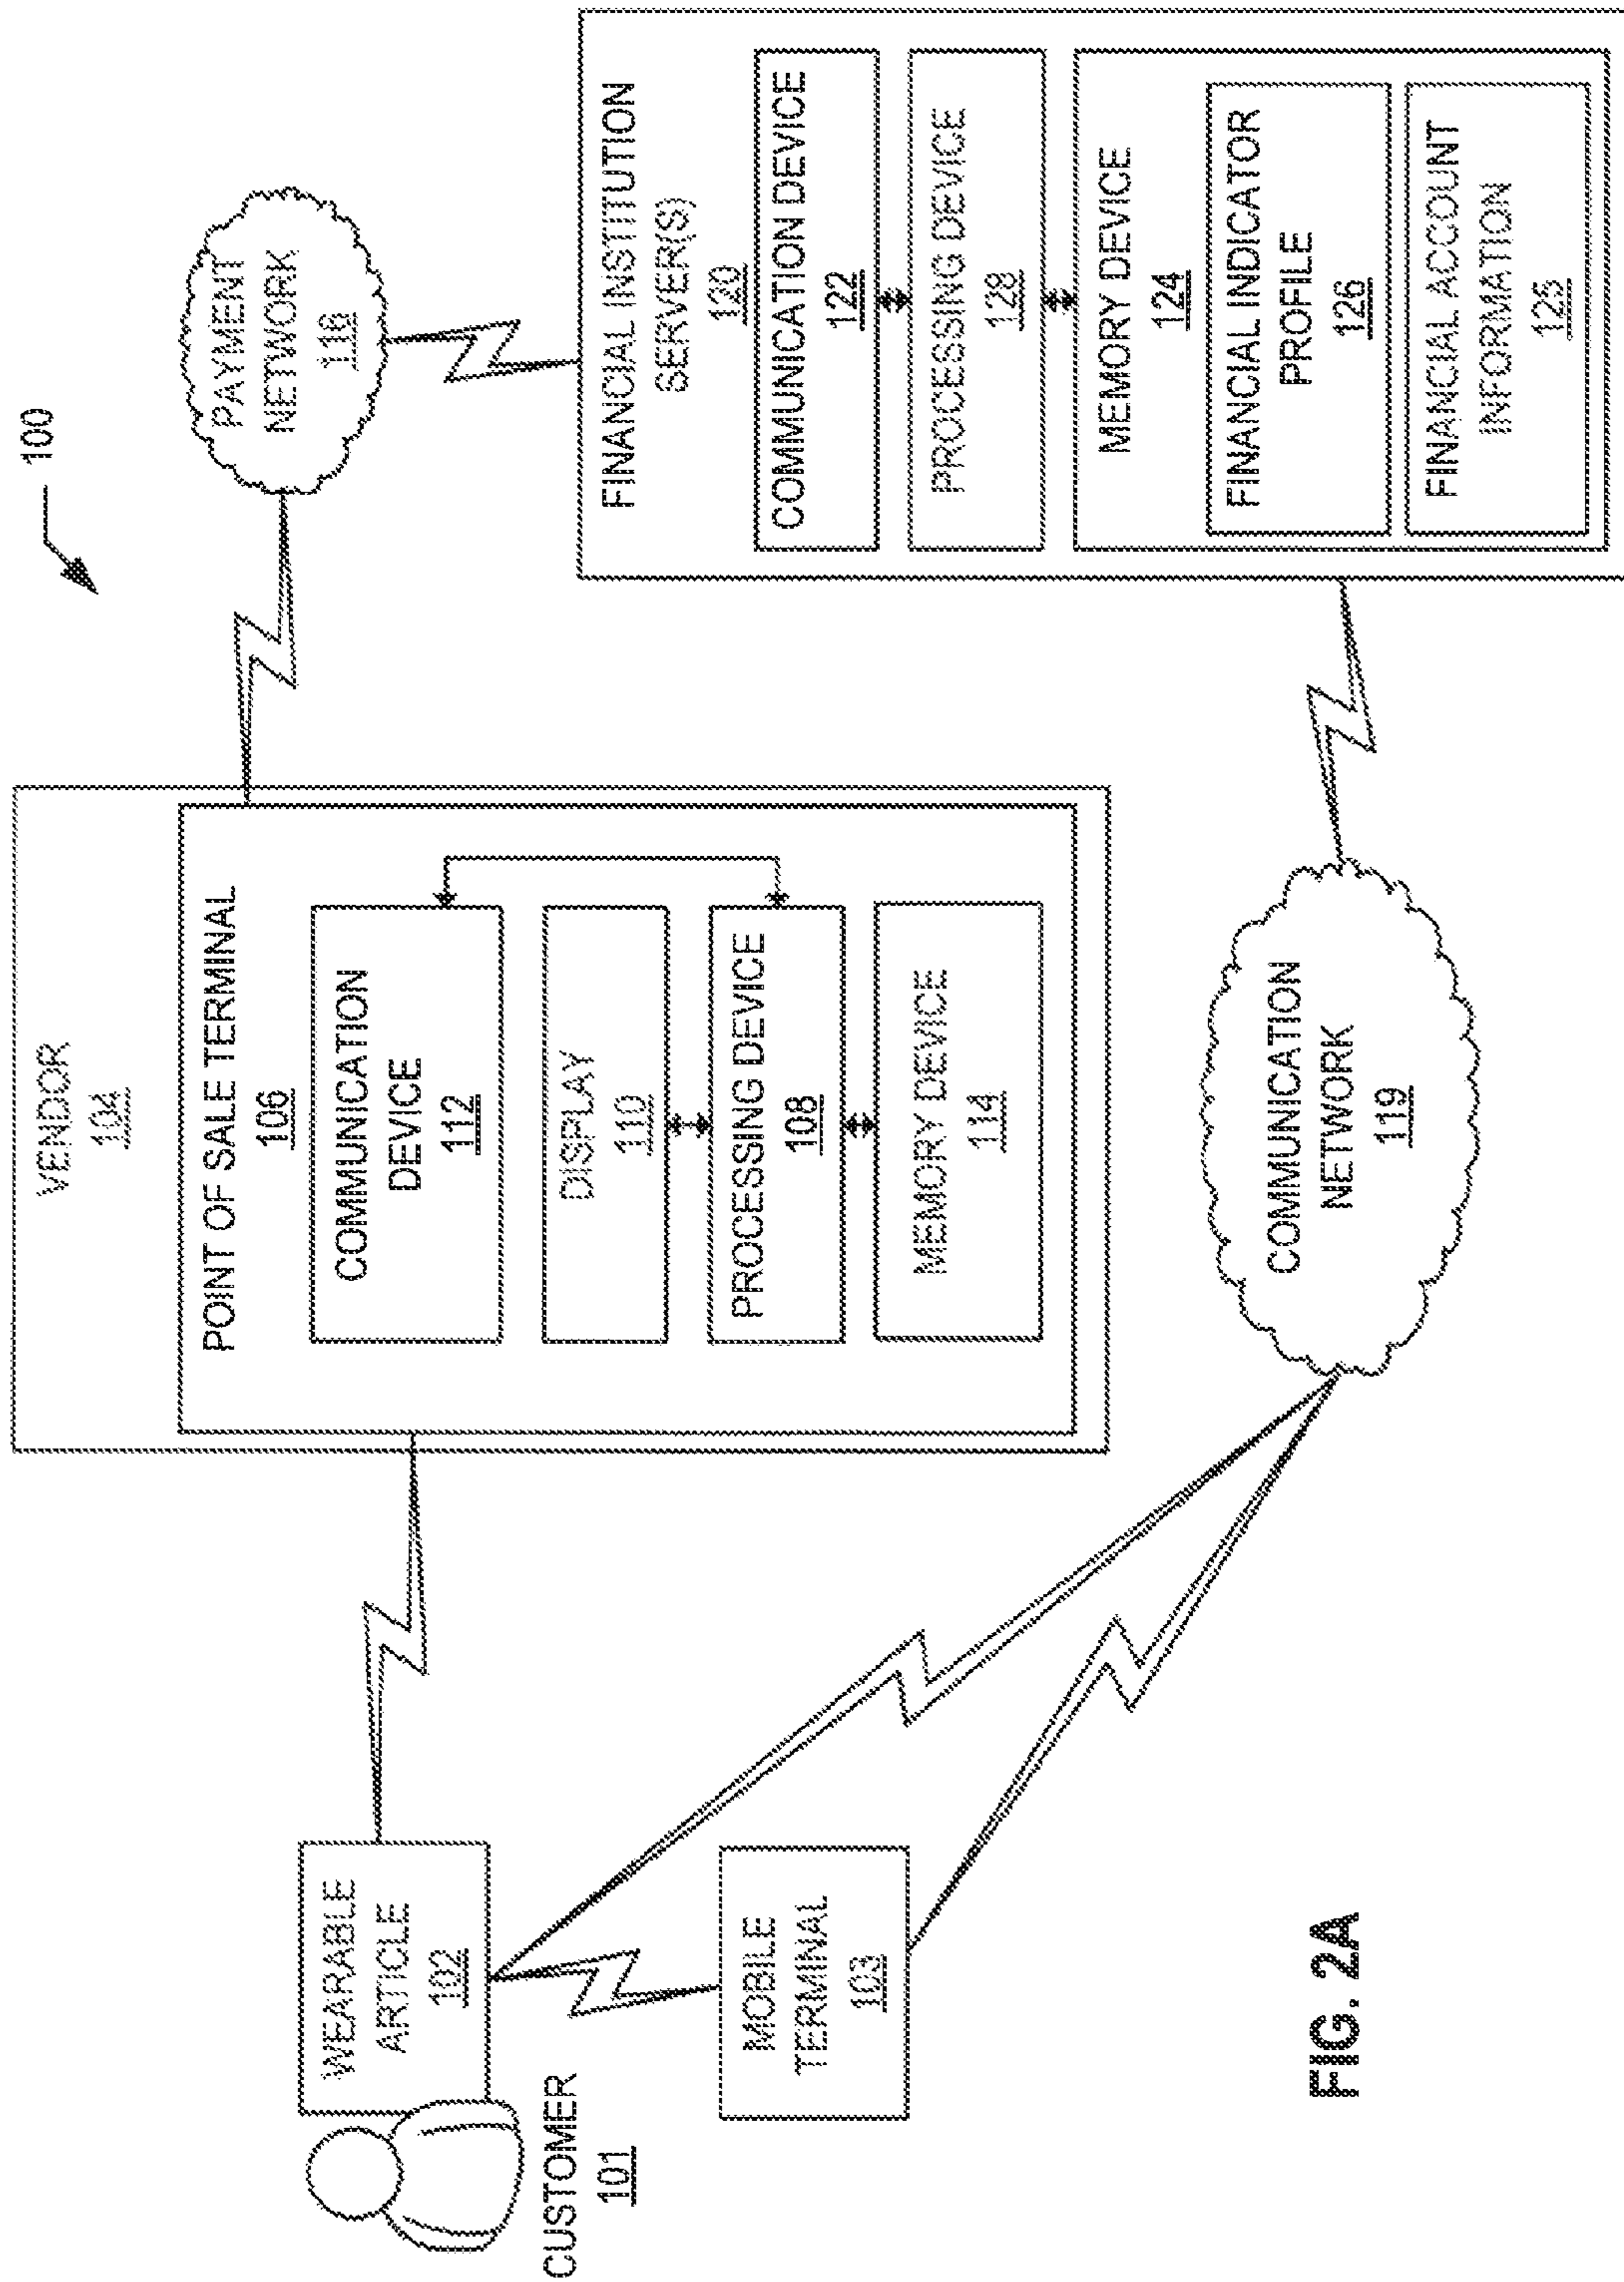 100
VENDOR
104
POINT OF SALE TERMINAL
106
COMMUNICATION
DEVICE
112
DISPLAY
110
PROCESSING DEVICE
108
MEMORY DEVICE
114
PAYMENT
NETWORK
116
FINANCIAL INSTITUTION
SERVER(S)
120
COMMUNICATION DEVICE
122
PROCESSING DEVICE
128
MEMORY DEVICE
124
FINANCIAL INDICATOR
PROFILE
126
FINANCIAL ACCOUNT
INFORMATION
125
WEARABLE
ARTICLE
102
CUSTOMER
101
MOBILE
TERMINAL
103
COMMUNICATION
NETWORK
119
FIG. 2A